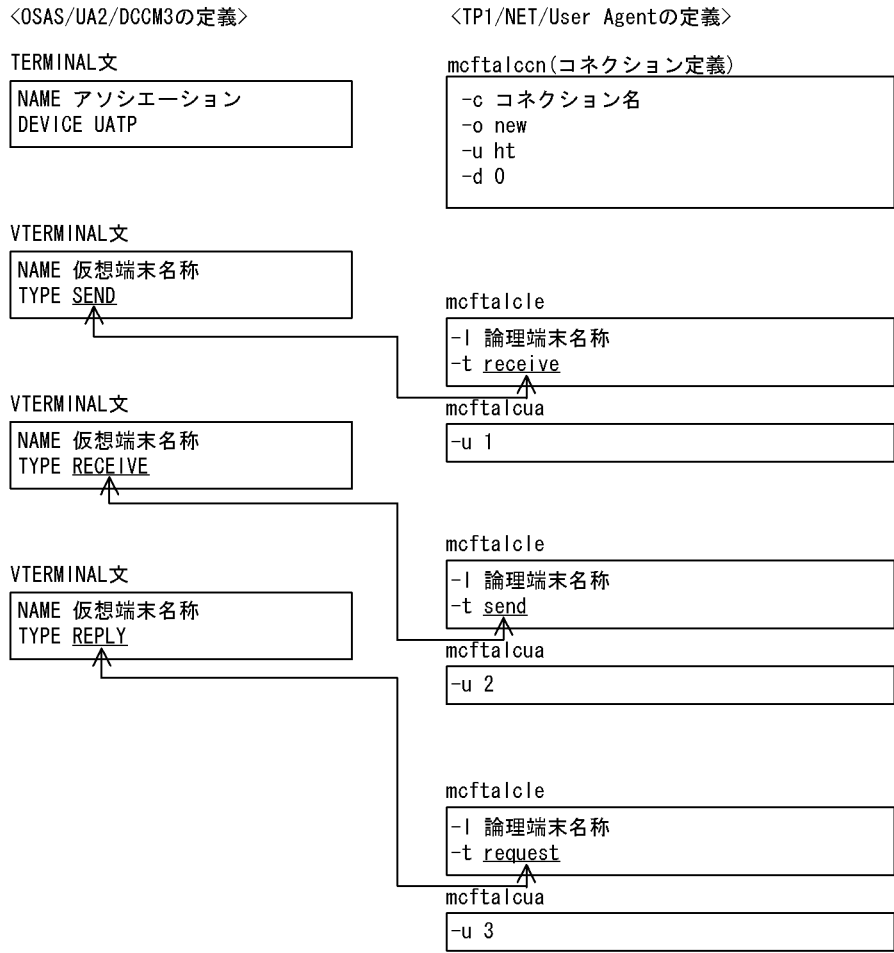 <OSAS/UA2/DCCM3の定義>
TERMINAL文
NAME アソシエーション
DEVICE UATP
VTERMINAL文
NAME 仮想端末名称
TYPE SEND
VTERMINAL文
NAME 仮想端末名称
TYPE RECEIVE
VTERMINAL文
NAME 仮想端末名称
TYPE REPLY
<TP1/NET/User Agentの定義>
mcftalccn(コネクション定義)
-c コネクション名
-o new
-u ht
-d 0
mcftalcle
-l 論理端末名称
-t receive
mcftalcua
-u 1
mcftalcle
-l 論理端末名称
-t send
mcftalcua
-u 2
mcftalcle
-l 論理端末名称
-t request
mcftalcua
-u 3